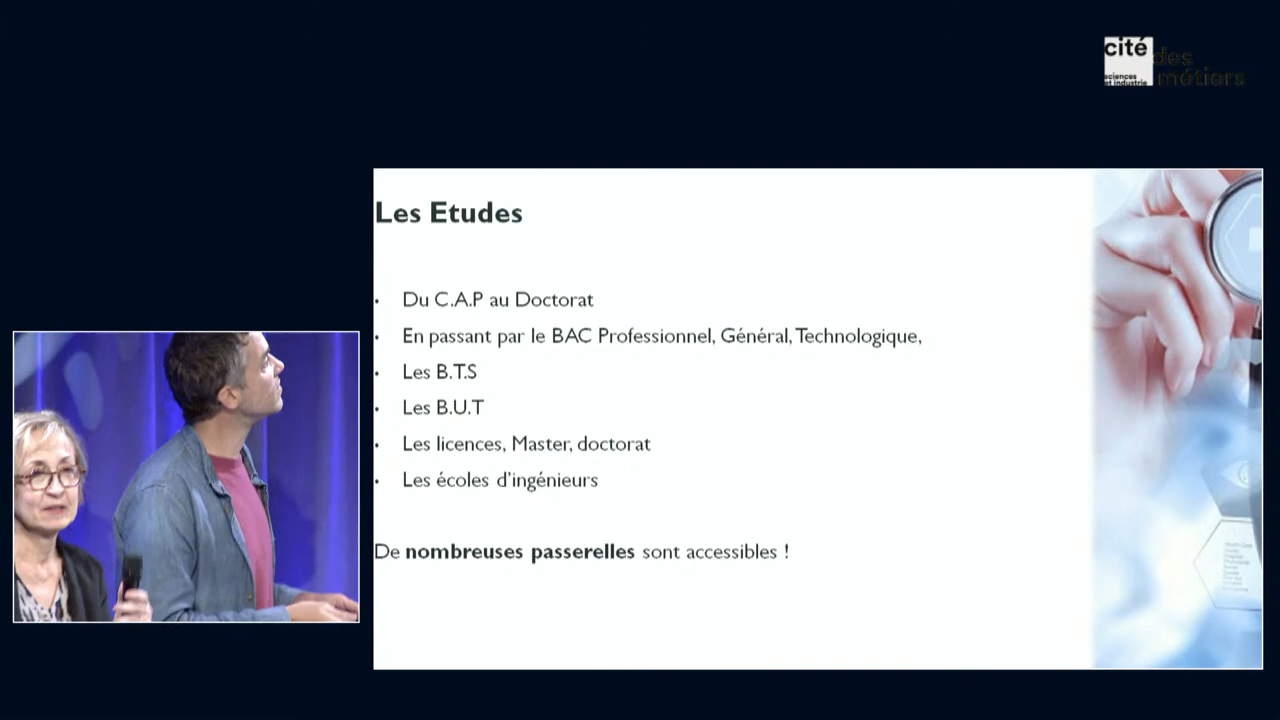 cité
des
sciences
et industrie
métiers
Les Etudes
• Du C.A.P au Doctorat
• En passant par le BAC Professionnel, Général, Technologique,
• Les B.T.S
• Les B.U.T
• Les licences, Master, doctorat
• Les écoles d’ingénieurs
De nombreuses passerelles sont accessibles !